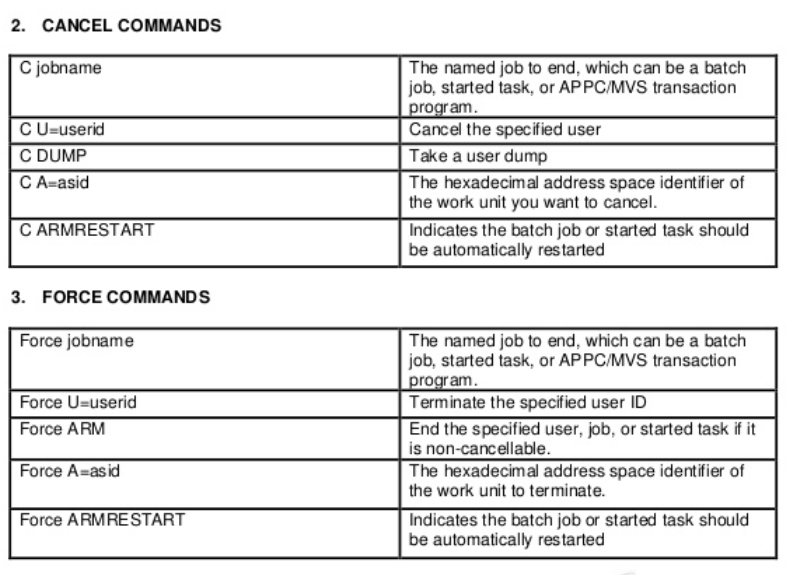 2. CANCEL COMMANDS
C jobname
The named job to end, which can be a batch
job, started task, or APPC/MVS transaction
program.
C U=userid
Cancel the specified user
C DUMP
Take a user dump
C A=asid
The hexadecimal address space identifier of
the work unit you want to cancel.
C ARMRESTART
Indicates the batch job or started task should
be automatically restarted
3. FORCE COMMANDS
Force jobname
The named job to end, which can be a batch
job, started task, or APPC/MVS transaction
program.
Force U=userid
Terminate the specified user ID
Force ARM
End the specified user, job, or started task if it
is non-cancellable.
Force A=asid
The hexadecimal address space identifier of
the work unit to terminate.
Force ARMRESTART
Indicates the batch job or started task should
be automatically restarted